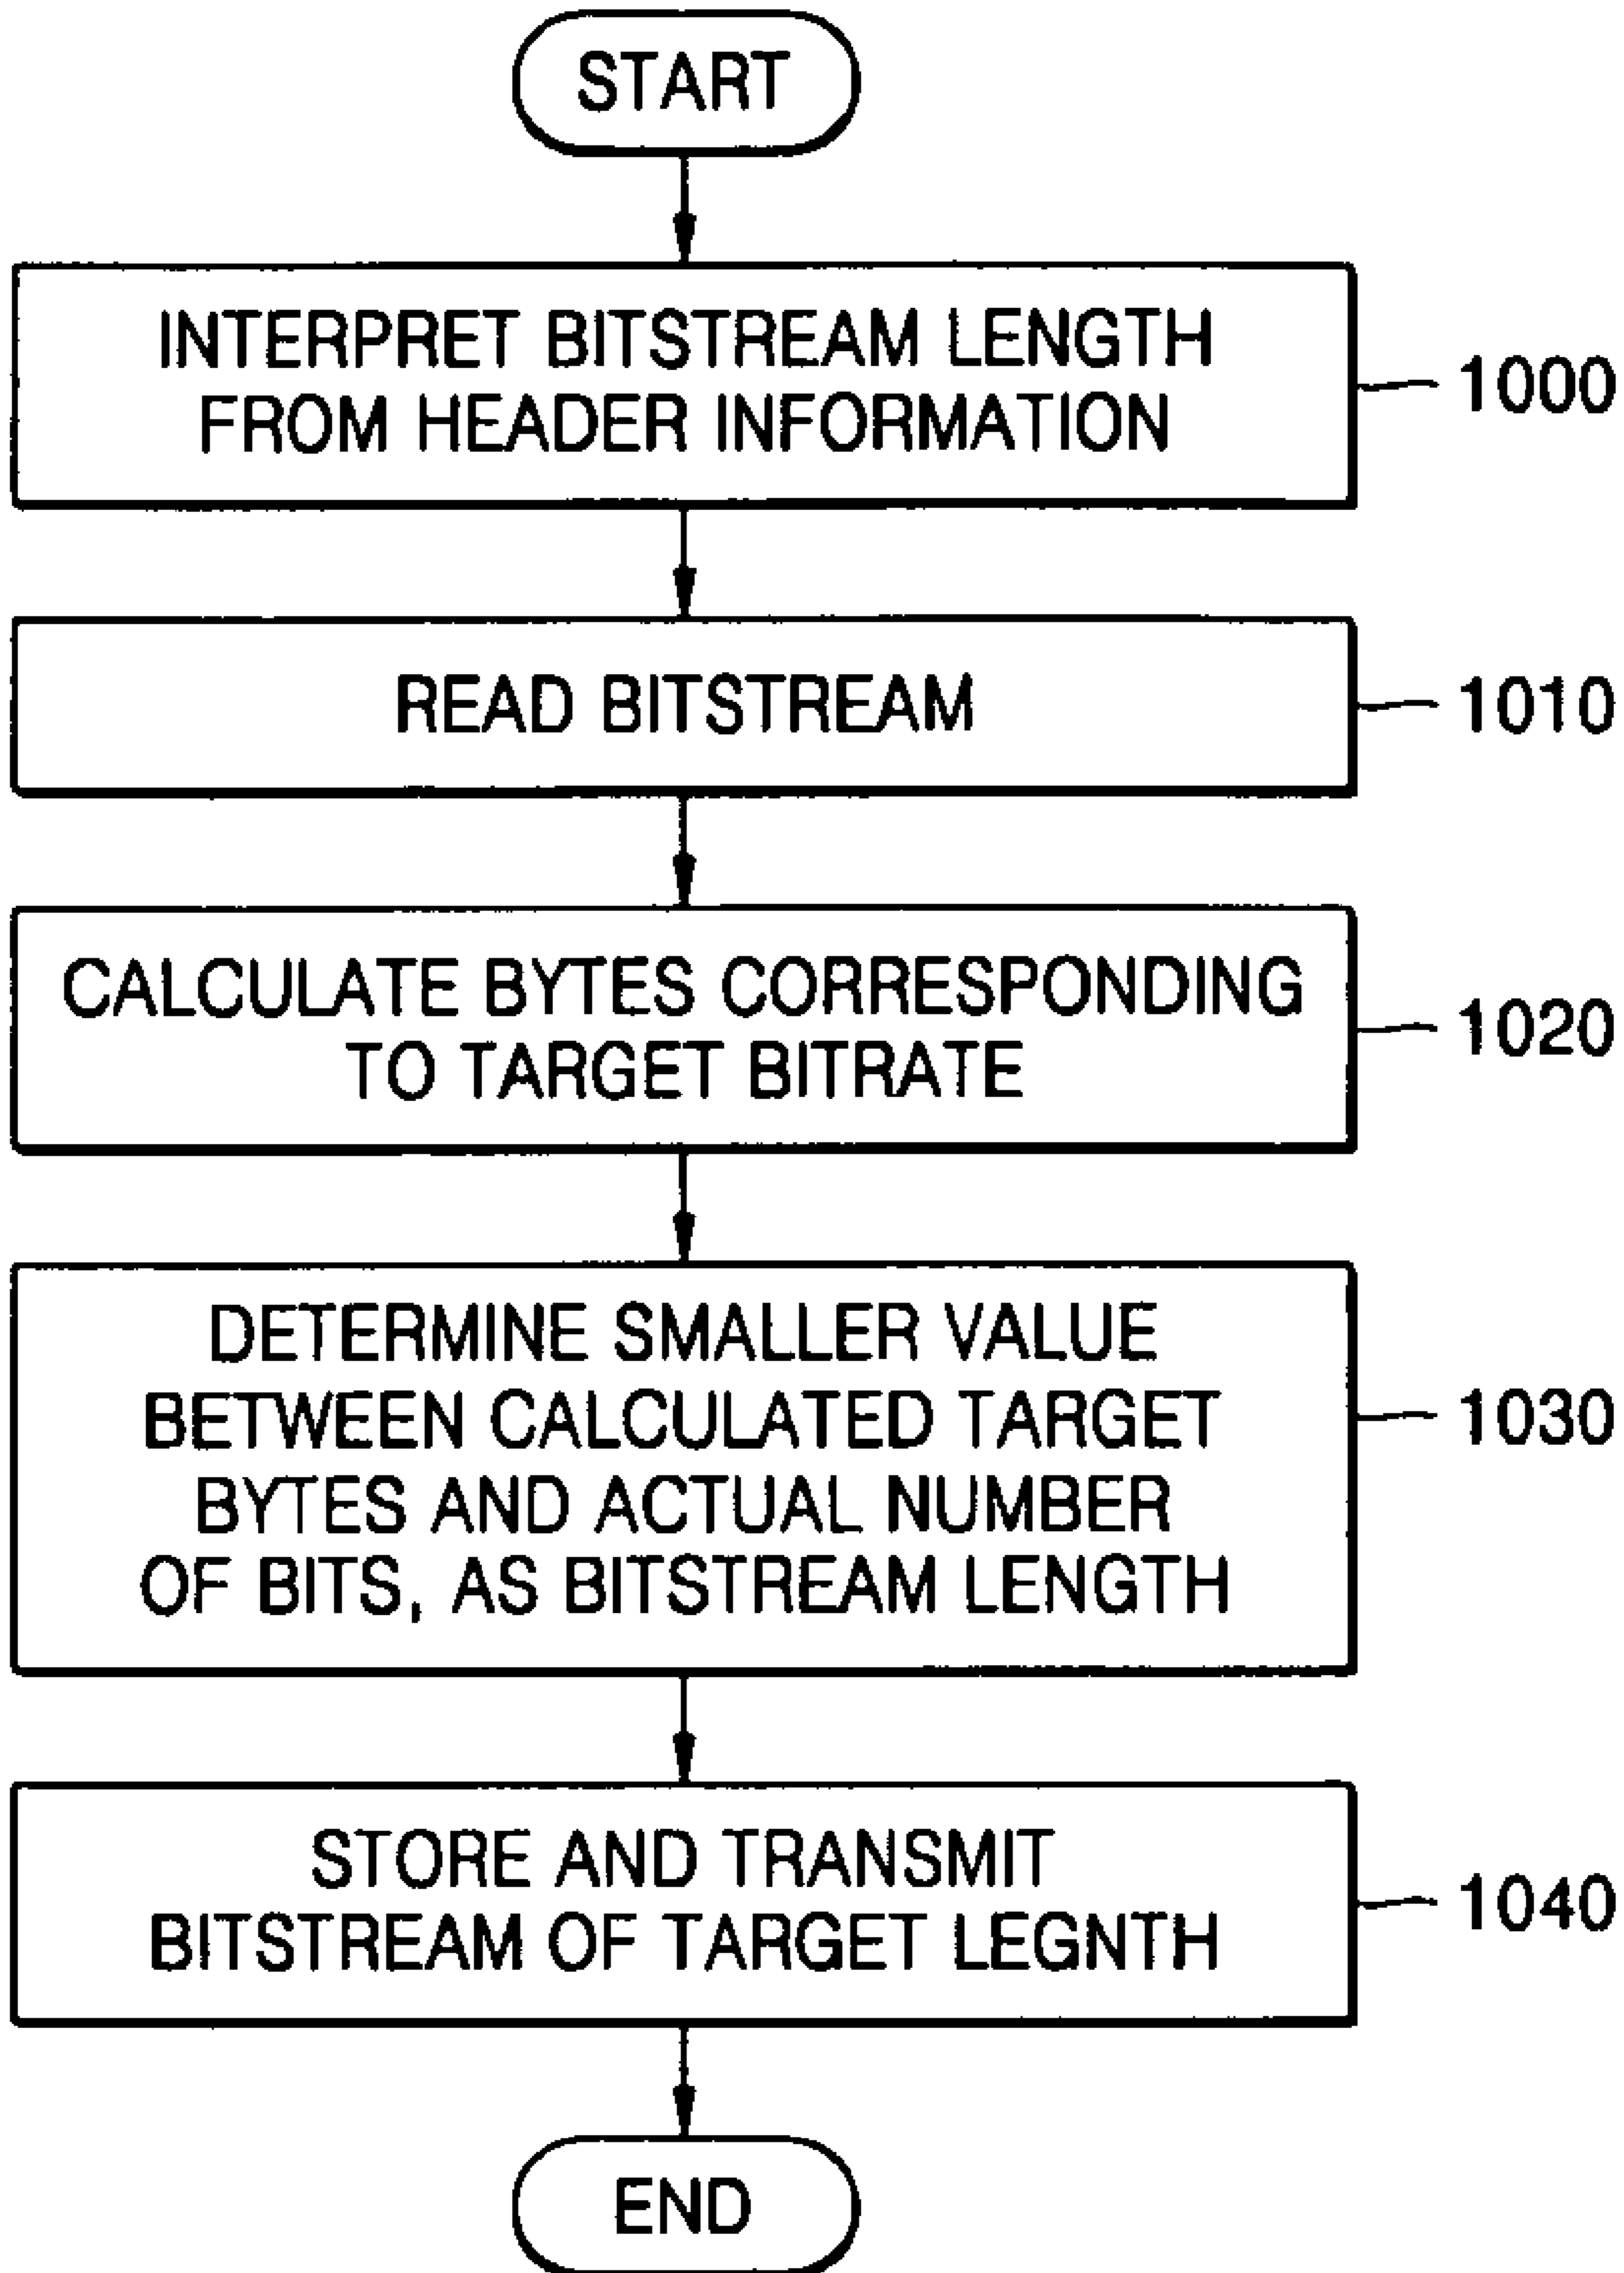 START
INTERPRET BITSTREAM LENGTH
FROM HEADER INFORMATION
1000
READ BITSTREAM
1010
CALCULATE BYTES CORRESPONDING
TO TARGET BITRATE
1020
DETERMINE SMALLER VALUE
BETWEEN CALCULATED TARGET
BYTES AND ACTUAL NUMBER
OF BITS, AS BITSTREAM LENGTH
1030
STORE AND TRANSMIT
BITSTREAM OF TARGET LEGNTH
1040
END